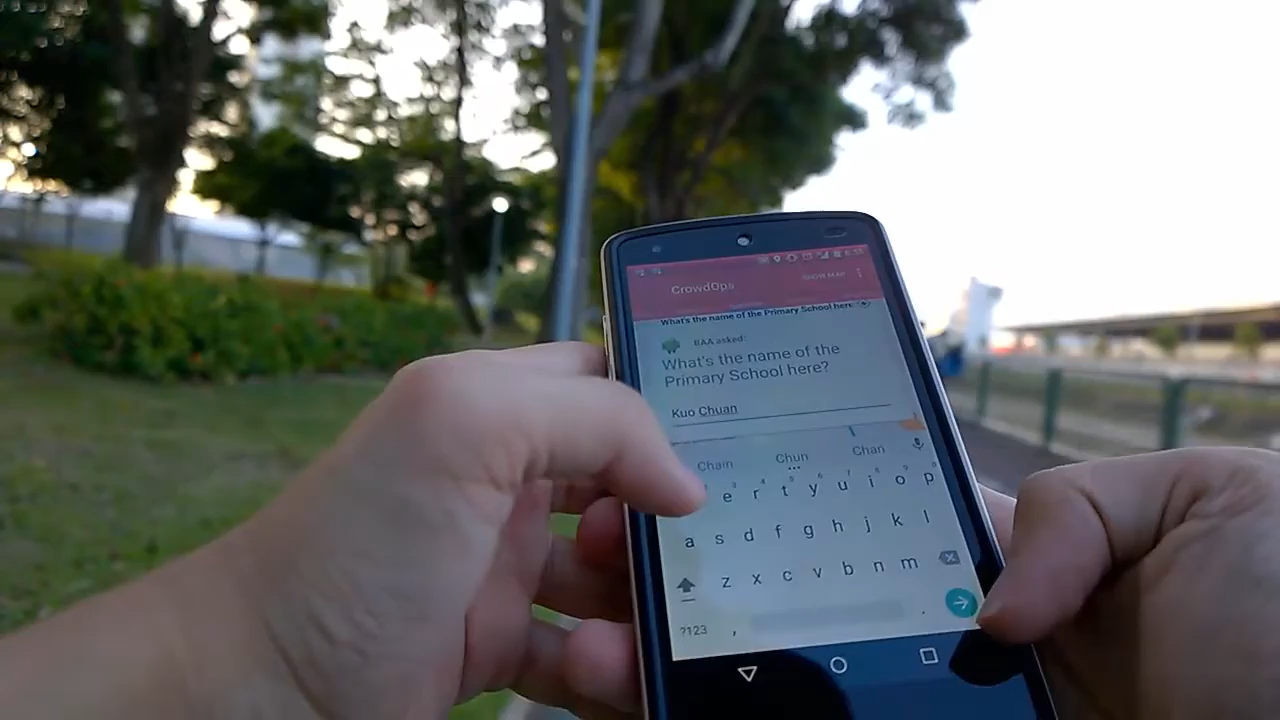 CrowdOps
SHOW MAP
What's the name of the Primary School here
BAA asked:
What's the name of the
Primary School here?
Kuo Chuan
Cham Chun Chan
e r t y u i o p
a s d f g h j k l
z x c v b n m
?123 , .